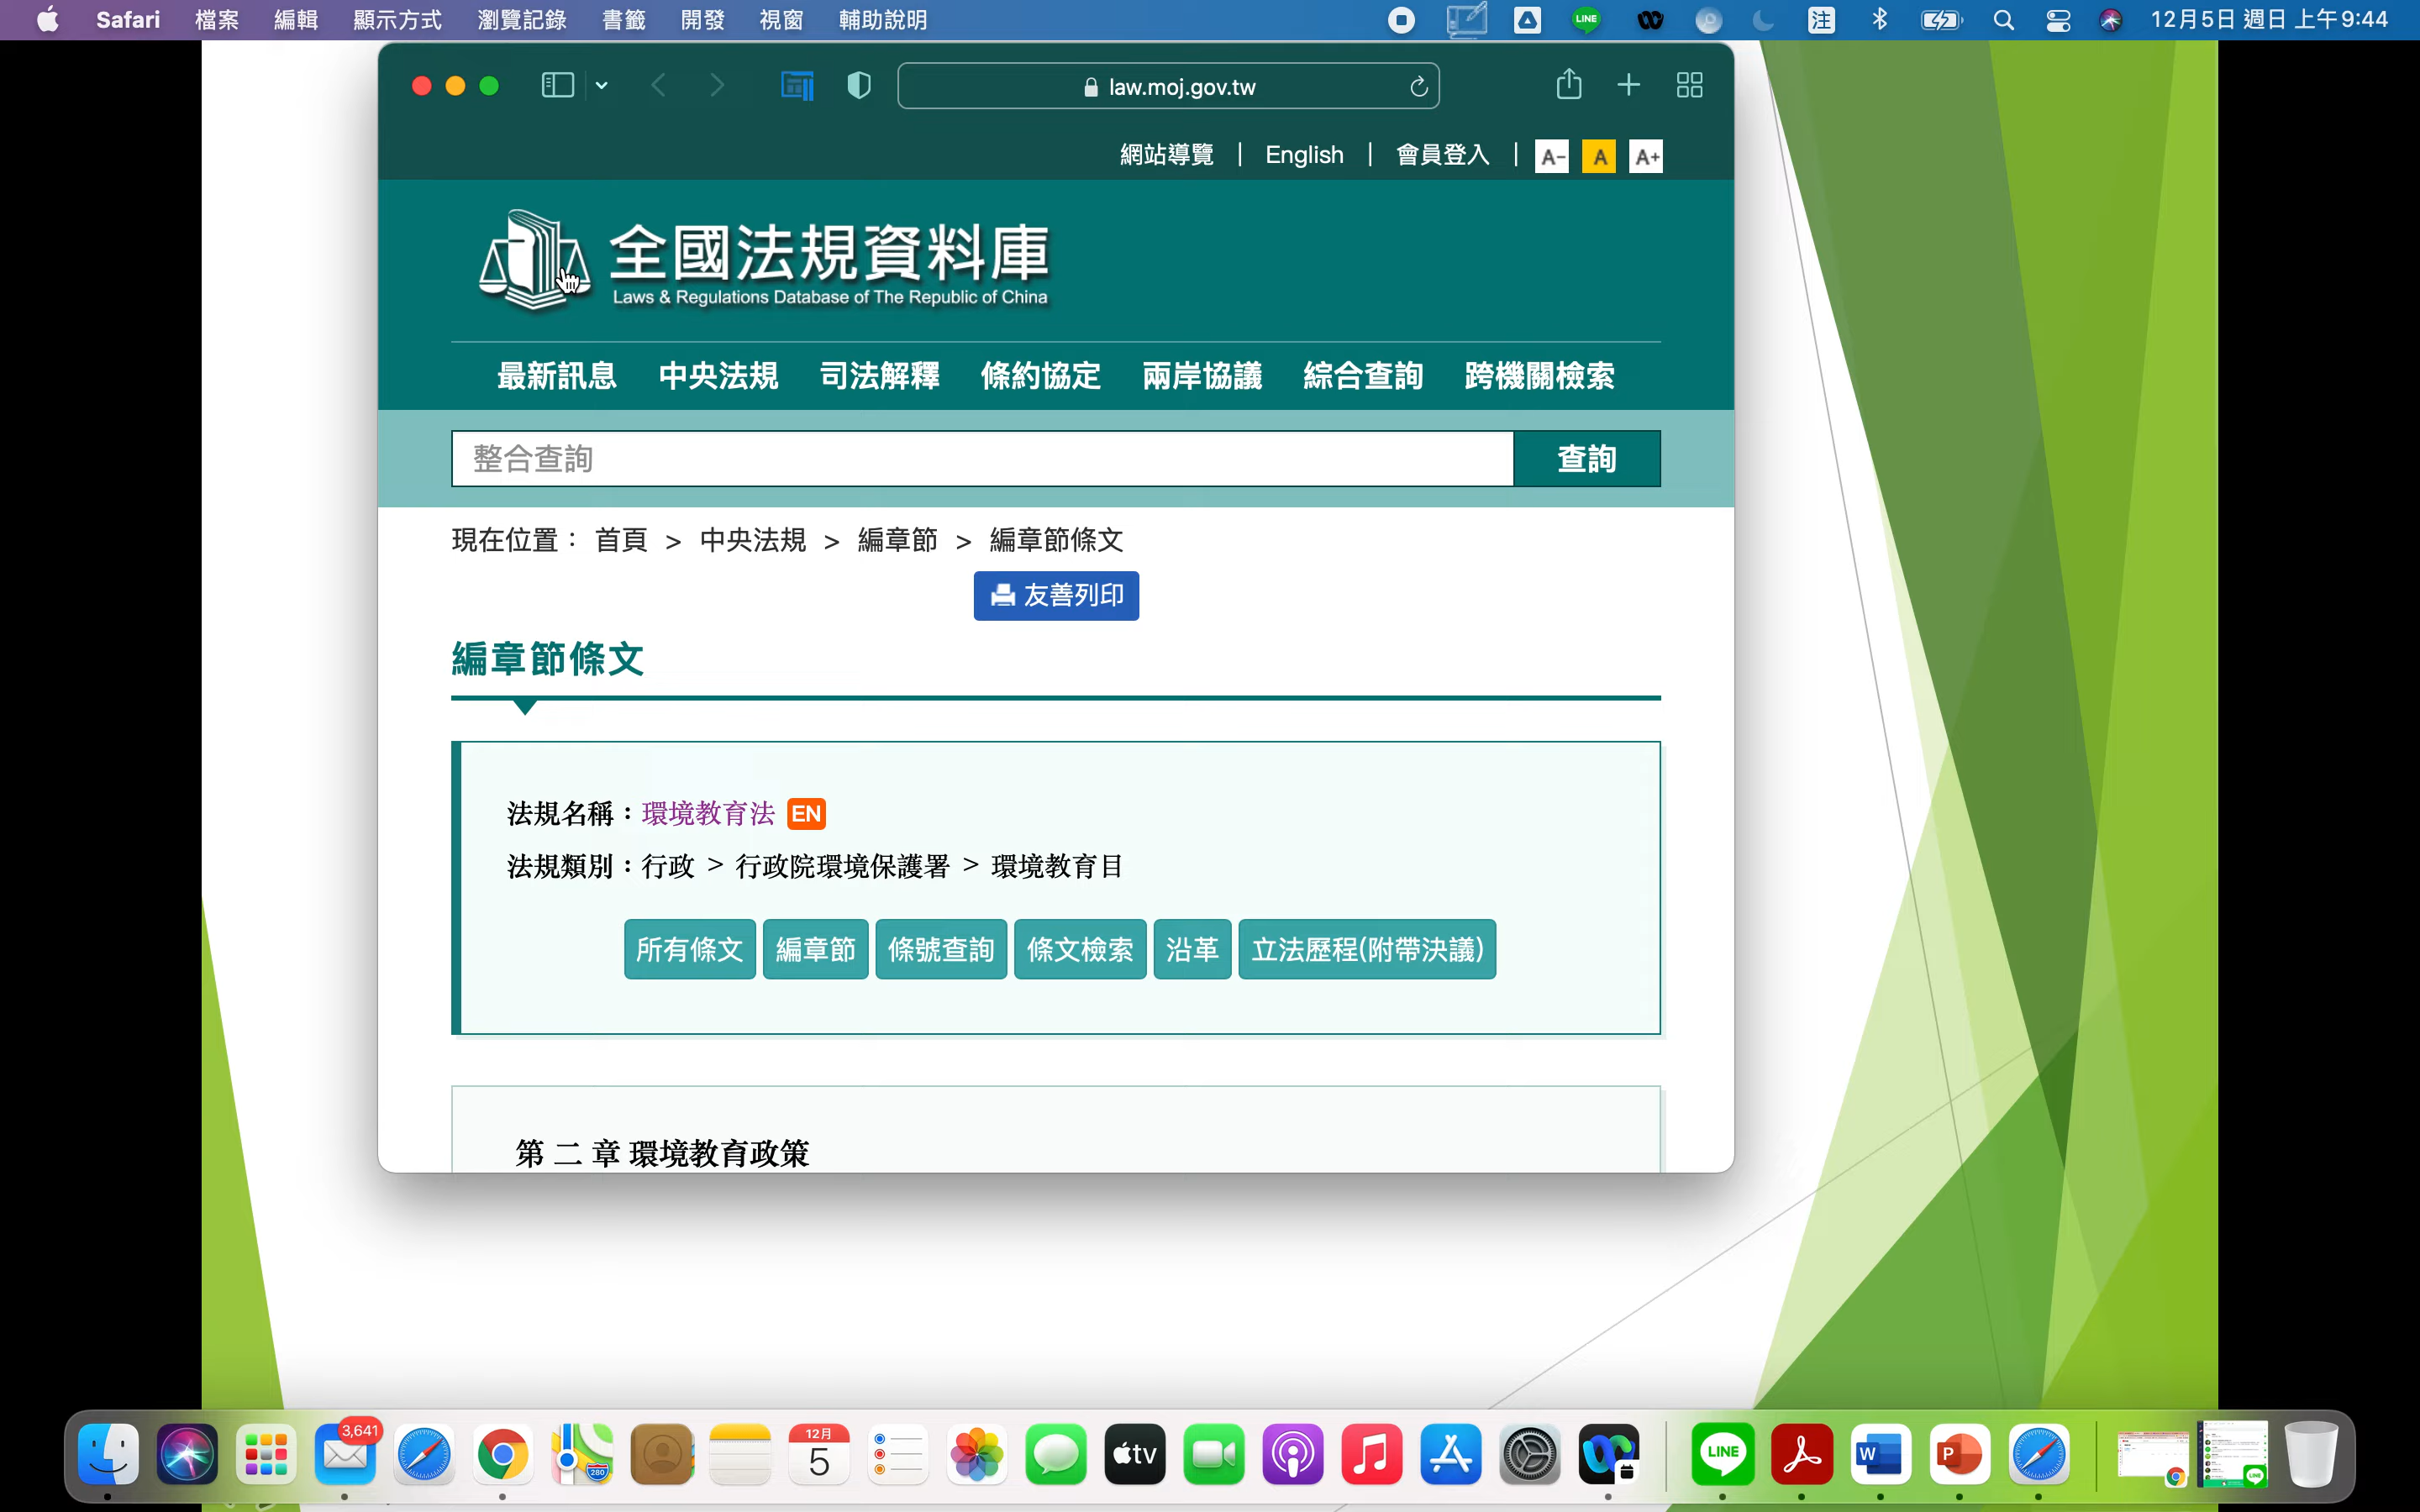 Safari 檔案 編輯 顯示方式 瀏覽記錄 書籤 開發 視窗 輔助說明 LINE 注 12月5日 週日 上午9:44
law.moj.gov.tw
網站導覽 | English | 會員登入 | A- A A+
全國法規資料庫
Laws & Regulations Database of The Republic of China
最新訊息 中央法規 司法解釋 條約協定 兩岸協議 綜合查詢 跨機關檢索
整合查詢 查詢
現在位置： 首頁 > 中央法規 > 編章節 > 編章節條文
友善列印
編章節條文
法規名稱：環境教育法 EN
法規類別：行政 > 行政院環境保護署 > 環境教育目
所有條文 編章節 條號查詢 條文檢索 沿革 立法歷程(附帶決議)
第 二 章 環境教育政策
3,641 280 12月 5 tv LINE W P